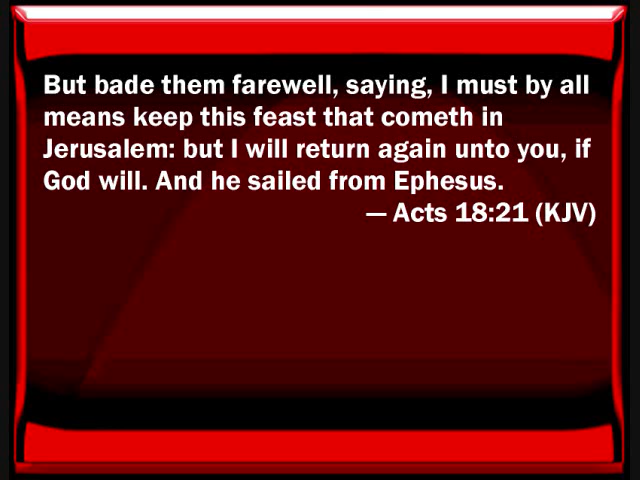 But bade them farewell, saying, I must by all
means keep this feast that cometh in
Jerusalem: but I will return again unto you, if
God will. And he sailed from Ephesus.
— Acts 18:21 (KJV)